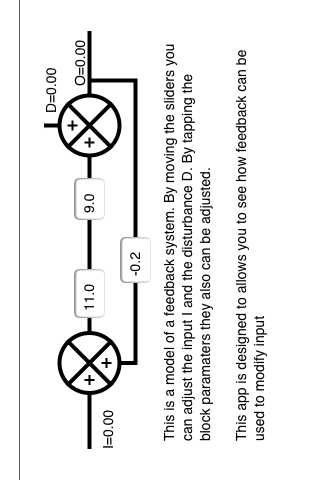 D=0.00
O=0.00
+
+
9.0
11.0
-0.2
+
+
I=0.00
This is a model of a feedback system. By moving the sliders you
can adjust the input I and the disturbance D. By tapping the
block paramaters they also can be adjusted.
This app is designed to allows you to see how feedback can be
used to modify input